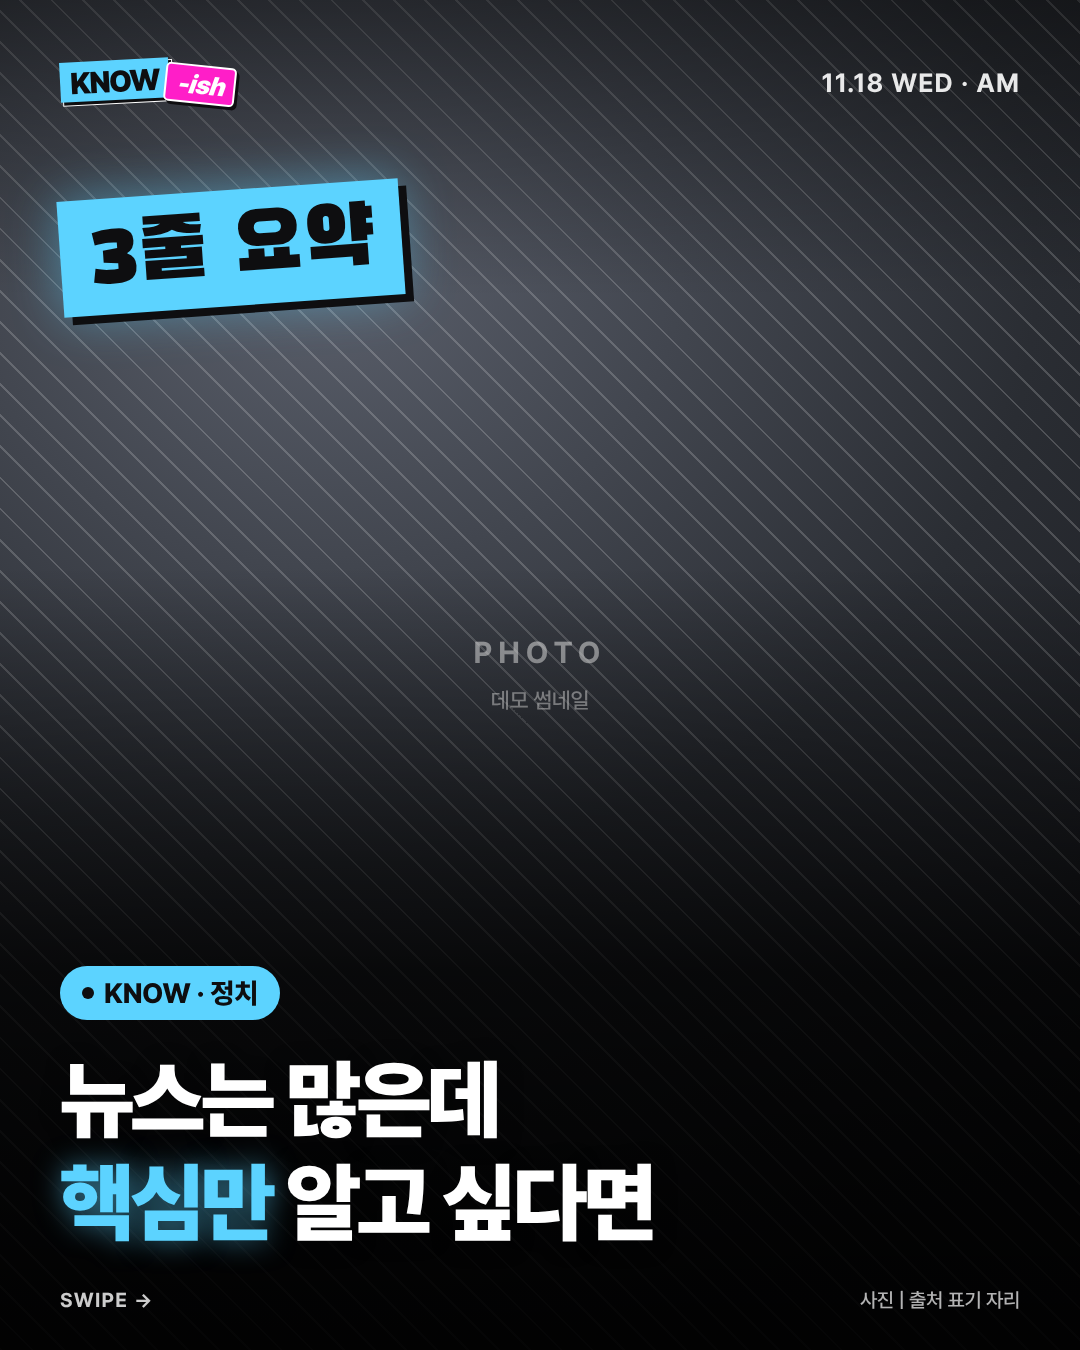 KNOW -ish
11.18 WED · AM
3줄 요약
PHOTO
데모 썸네일
• KNOW · 정치
뉴스는 많은데
핵심만 알고 싶다면
SWIPE →
사진 | 출처 표기 자리